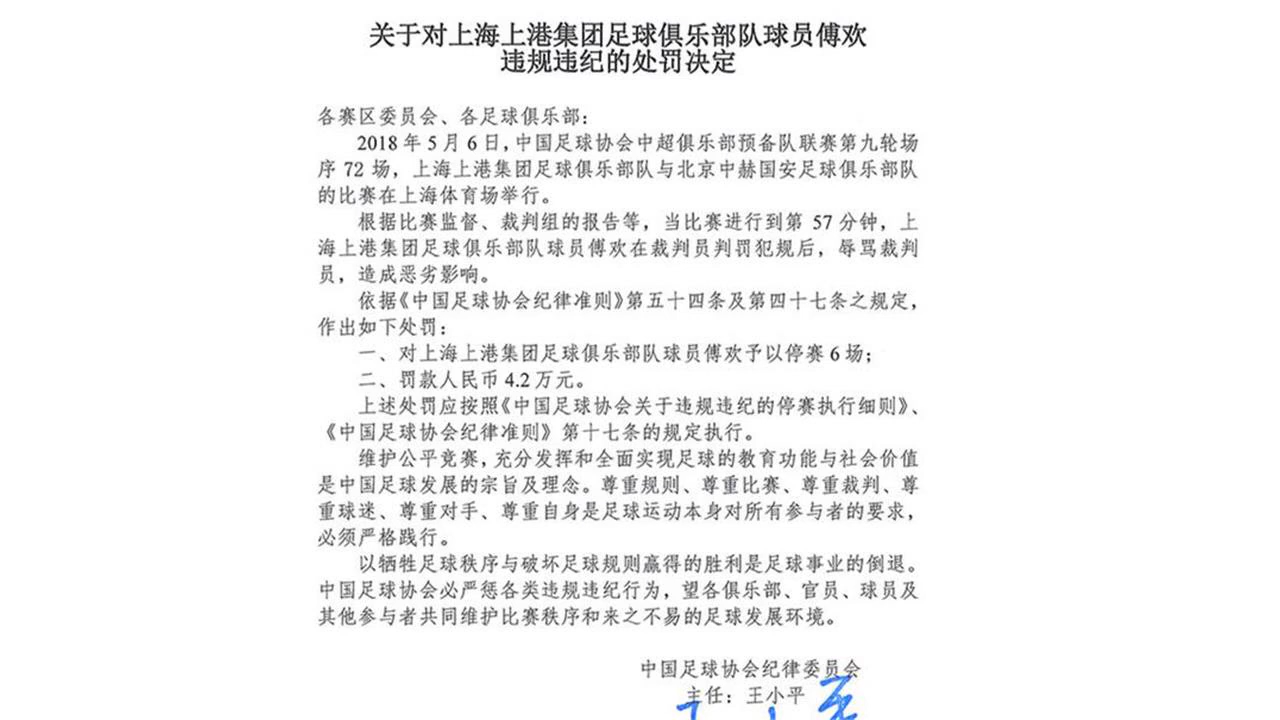 关于对上海上港集团足球俱乐部队球员傅欢
违规违纪的处罚决定
各赛区委员会、各足球俱乐部：
2018 年 5 月 6 日，中国足球协会中超俱乐部预备队联赛第九轮场
序 72 场，上海上港集团足球俱乐部队与北京中赫国安足球俱乐部队
的比赛在上海体育场举行。
根据比赛监督、裁判组的报告等，当比赛进行到第 57 分钟，上
海上港集团足球俱乐部队球员傅欢在裁判员判罚犯规后，辱骂裁判
员，造成恶劣影响。
依据《中国足球协会纪律准则》第五十四条及第四十七条之规定，
作出如下处罚：
一、对上海上港集团足球俱乐部队球员傅欢予以停赛 6 场；
二、罚款人民币 4.2 万元。
上述处罚应按照《中国足球协会关于违规违纪的停赛执行细则》、
《中国足球协会纪律准则》第十七条的规定执行。
维护公平竞赛，充分发挥和全面实现足球的教育功能与社会价值
是中国足球发展的宗旨及理念。尊重规则、尊重比赛、尊重裁判、尊
重球迷、尊重对手、尊重自身是足球运动本身对所有参与者的要求，
必须严格践行。
以牺牲足球秩序与破坏足球规则赢得的胜利是足球事业的倒退。
中国足球协会必严惩各类违规违纪行为，望各俱乐部、官员、球员及
其他参与者共同维护比赛秩序和来之不易的足球发展环境。
中国足球协会纪律委员会
主任：王小平